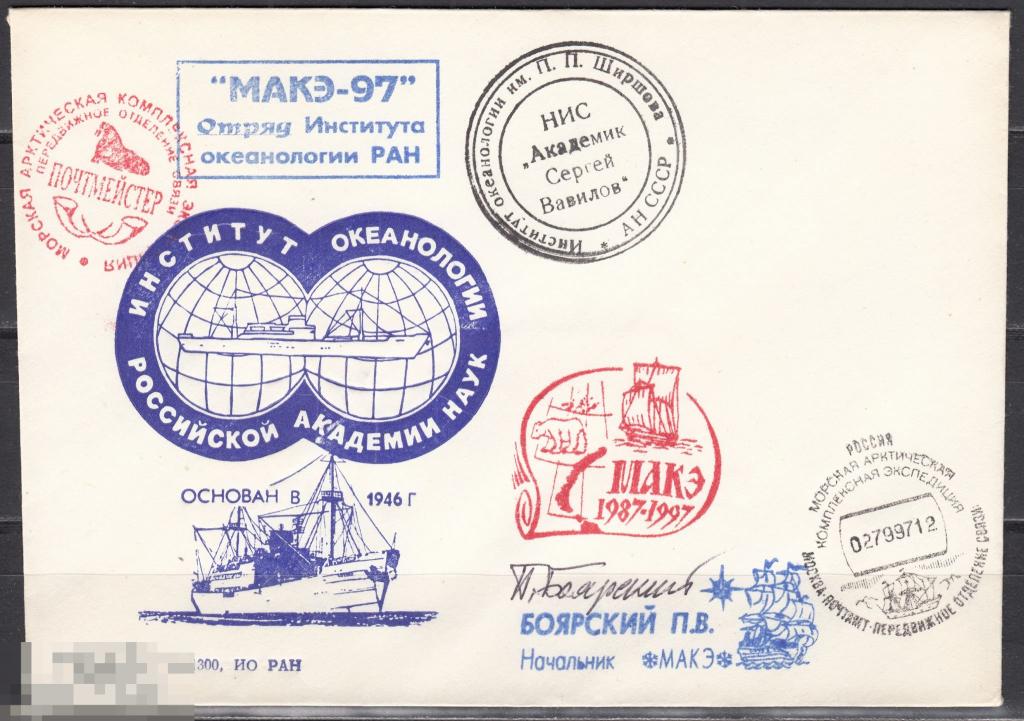 "МАКЭ-97"
Отряд Института
океанологии РАН
МОРСКАЯ АРКТИЧЕСКАЯ КОМПЛЕКСНАЯ ЭКСПЕДИЦИЯ
ПЕРЕДВИЖНОЕ ОТДЕЛЕНИЕ СВЯЗИ
ПОЧТМЕЙСТЕР
Институт океанологии им. П. П. Ширшова
* АН СССР *
НИС
„Академик
Сергей
Вавилов"
ИНСТИТУТ ОКЕАНОЛОГИИ
РОССИЙСКОЙ АКАДЕМИИ НАУК
ОСНОВАН В 1946 Г
МАКЭ
1987-1997
РОССИЯ
МОРСКАЯ АРКТИЧЕСКАЯ
КОМПЛЕКСНАЯ ЭКСПЕДИЦИЯ
0279971 2
МОСКВА-ПОЧТАМТ-ПЕРЕДВИЖНОЕ ОТДЕЛЕНИЕ СВЯЗИ
П. Боярский
БОЯРСКИЙ П.В.
Начальник *МАКЭ*
300, ИО РАН